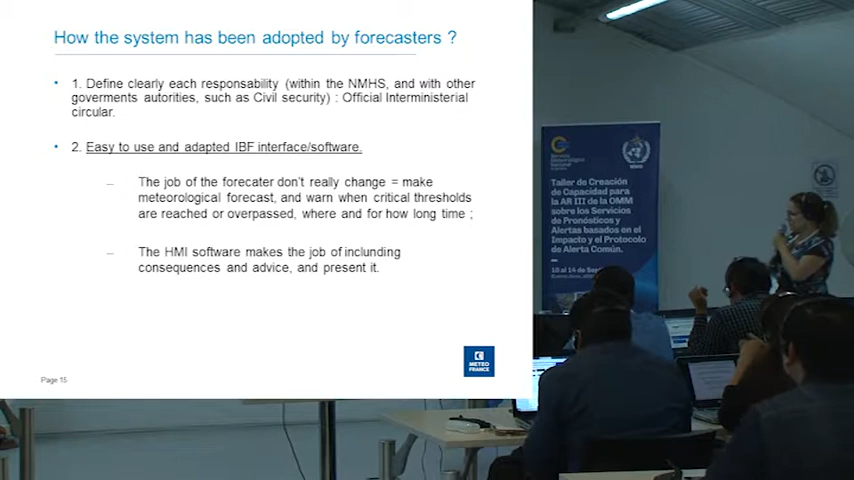 How the system has been adopted by forecasters ?
• 1. Define clearly each responsability (within the NMHS, and with other
goverments autorities, such as Civil security) : Official Interministerial
circular.
• 2. Easy to use and adapted IBF interface/software.
– The job of the forecater don't really change = make
meteorological forecast, and warn when critical thresholds
are reached or overpassed, where and for how long time ;
– The HMI software makes the job of inclunding
consequences and advice, and present it.
METEO
FRANCE
Page 15
Servicio
Meteorológico
Nacional
Taller de Creación
de Capacidad para
la AR III de la OMM
sobre los Servicios
de Pronósticos y
Alertas basados en el
Impacto y el Protocolo
de Alerta Común.
10 al 14 de